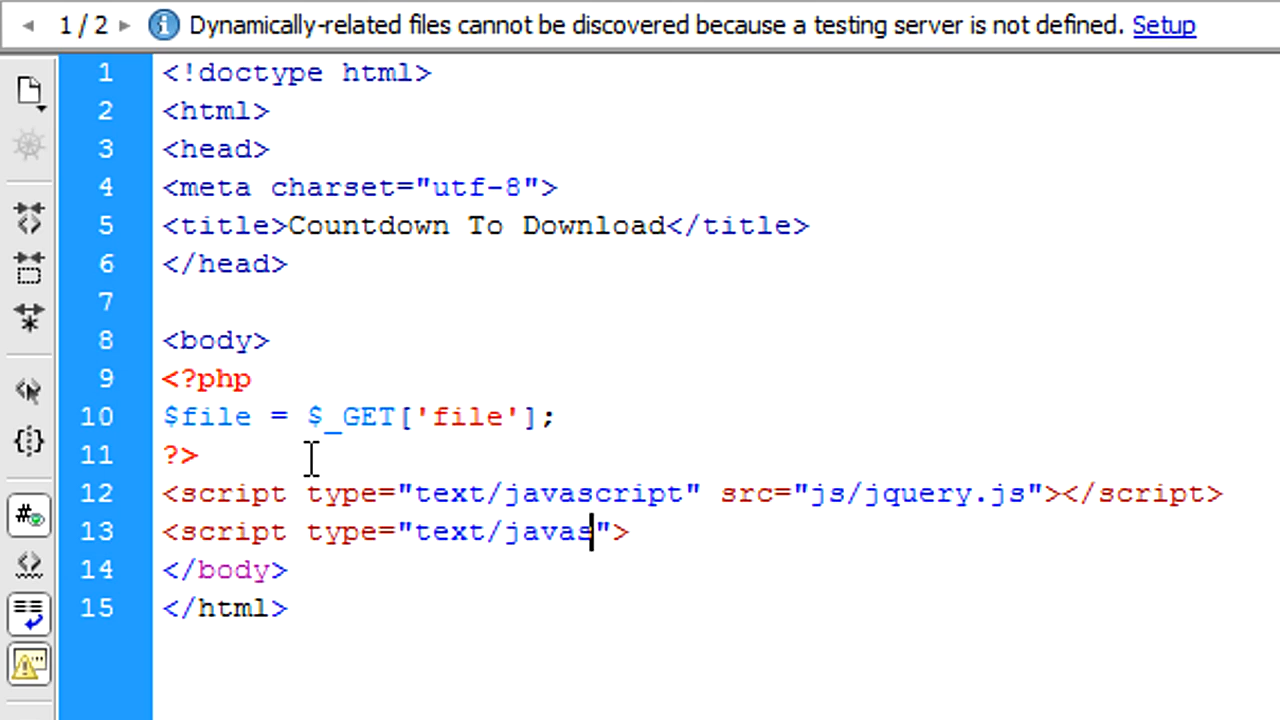 1 / 2 Dynamically-related files cannot be discovered because a testing server is not defined. Setup
1 <!doctype html>
2 <html>
3 <head>
4 <meta charset="utf-8">
5 <title>Countdown To Download</title>
6 </head>
7
8 <body>
9 <?php
10 $file = $_GET['file'];
11 ?>
12 <script type="text/javascript" src="js/jquery.js"></script>
13 <script type="text/javas">
14 </body>
15 </html>